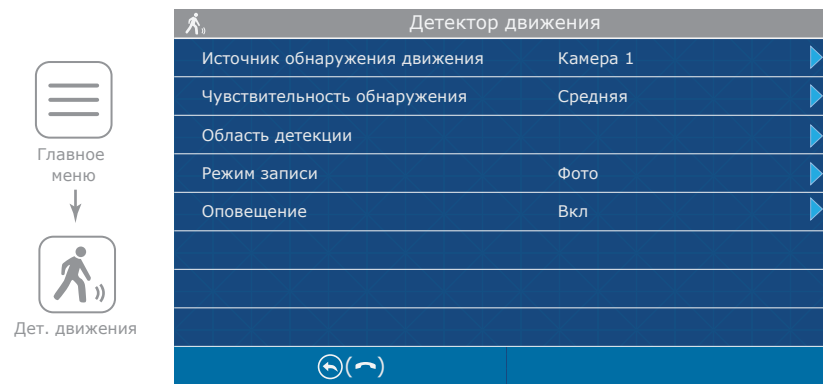 Детектор движения
Источник обнаружения движения Камера 1
Чувствительность обнаружения Средняя
Область детекции
Режим записи Фото
Оповещение Вкл
Главное
меню
Дет. движения